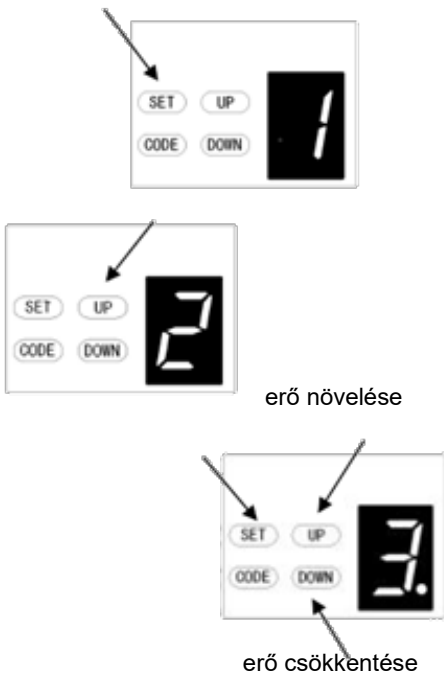 SET UP
CODE DOWN
1
SET UP
CODE DOWN
2
erő növelése
SET UP
CODE DOWN
3.
erő csökkentése